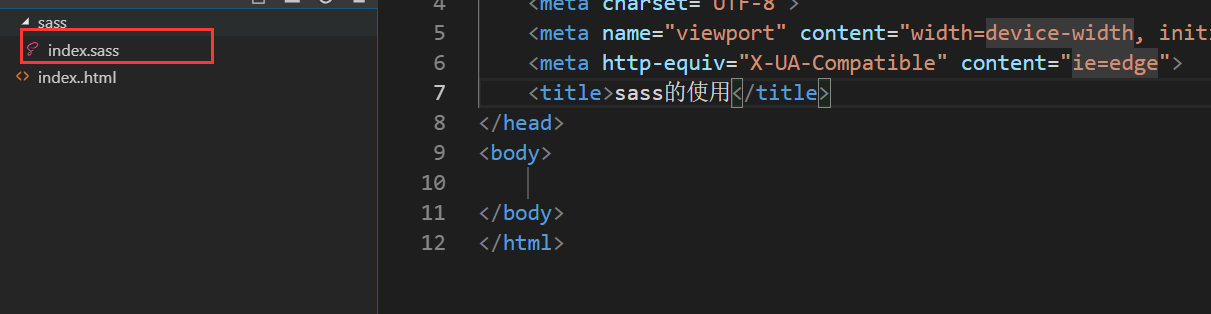 sass
index.sass
index..html
4 <meta charset="UTF-8">
5 <meta name="viewport" content="width=device-width, initi
6 <meta http-equiv="X-UA-Compatible" content="ie=edge">
7 <title>sass的使用</title>
8 </head>
9 <body>
10
11 </body>
12 </html>